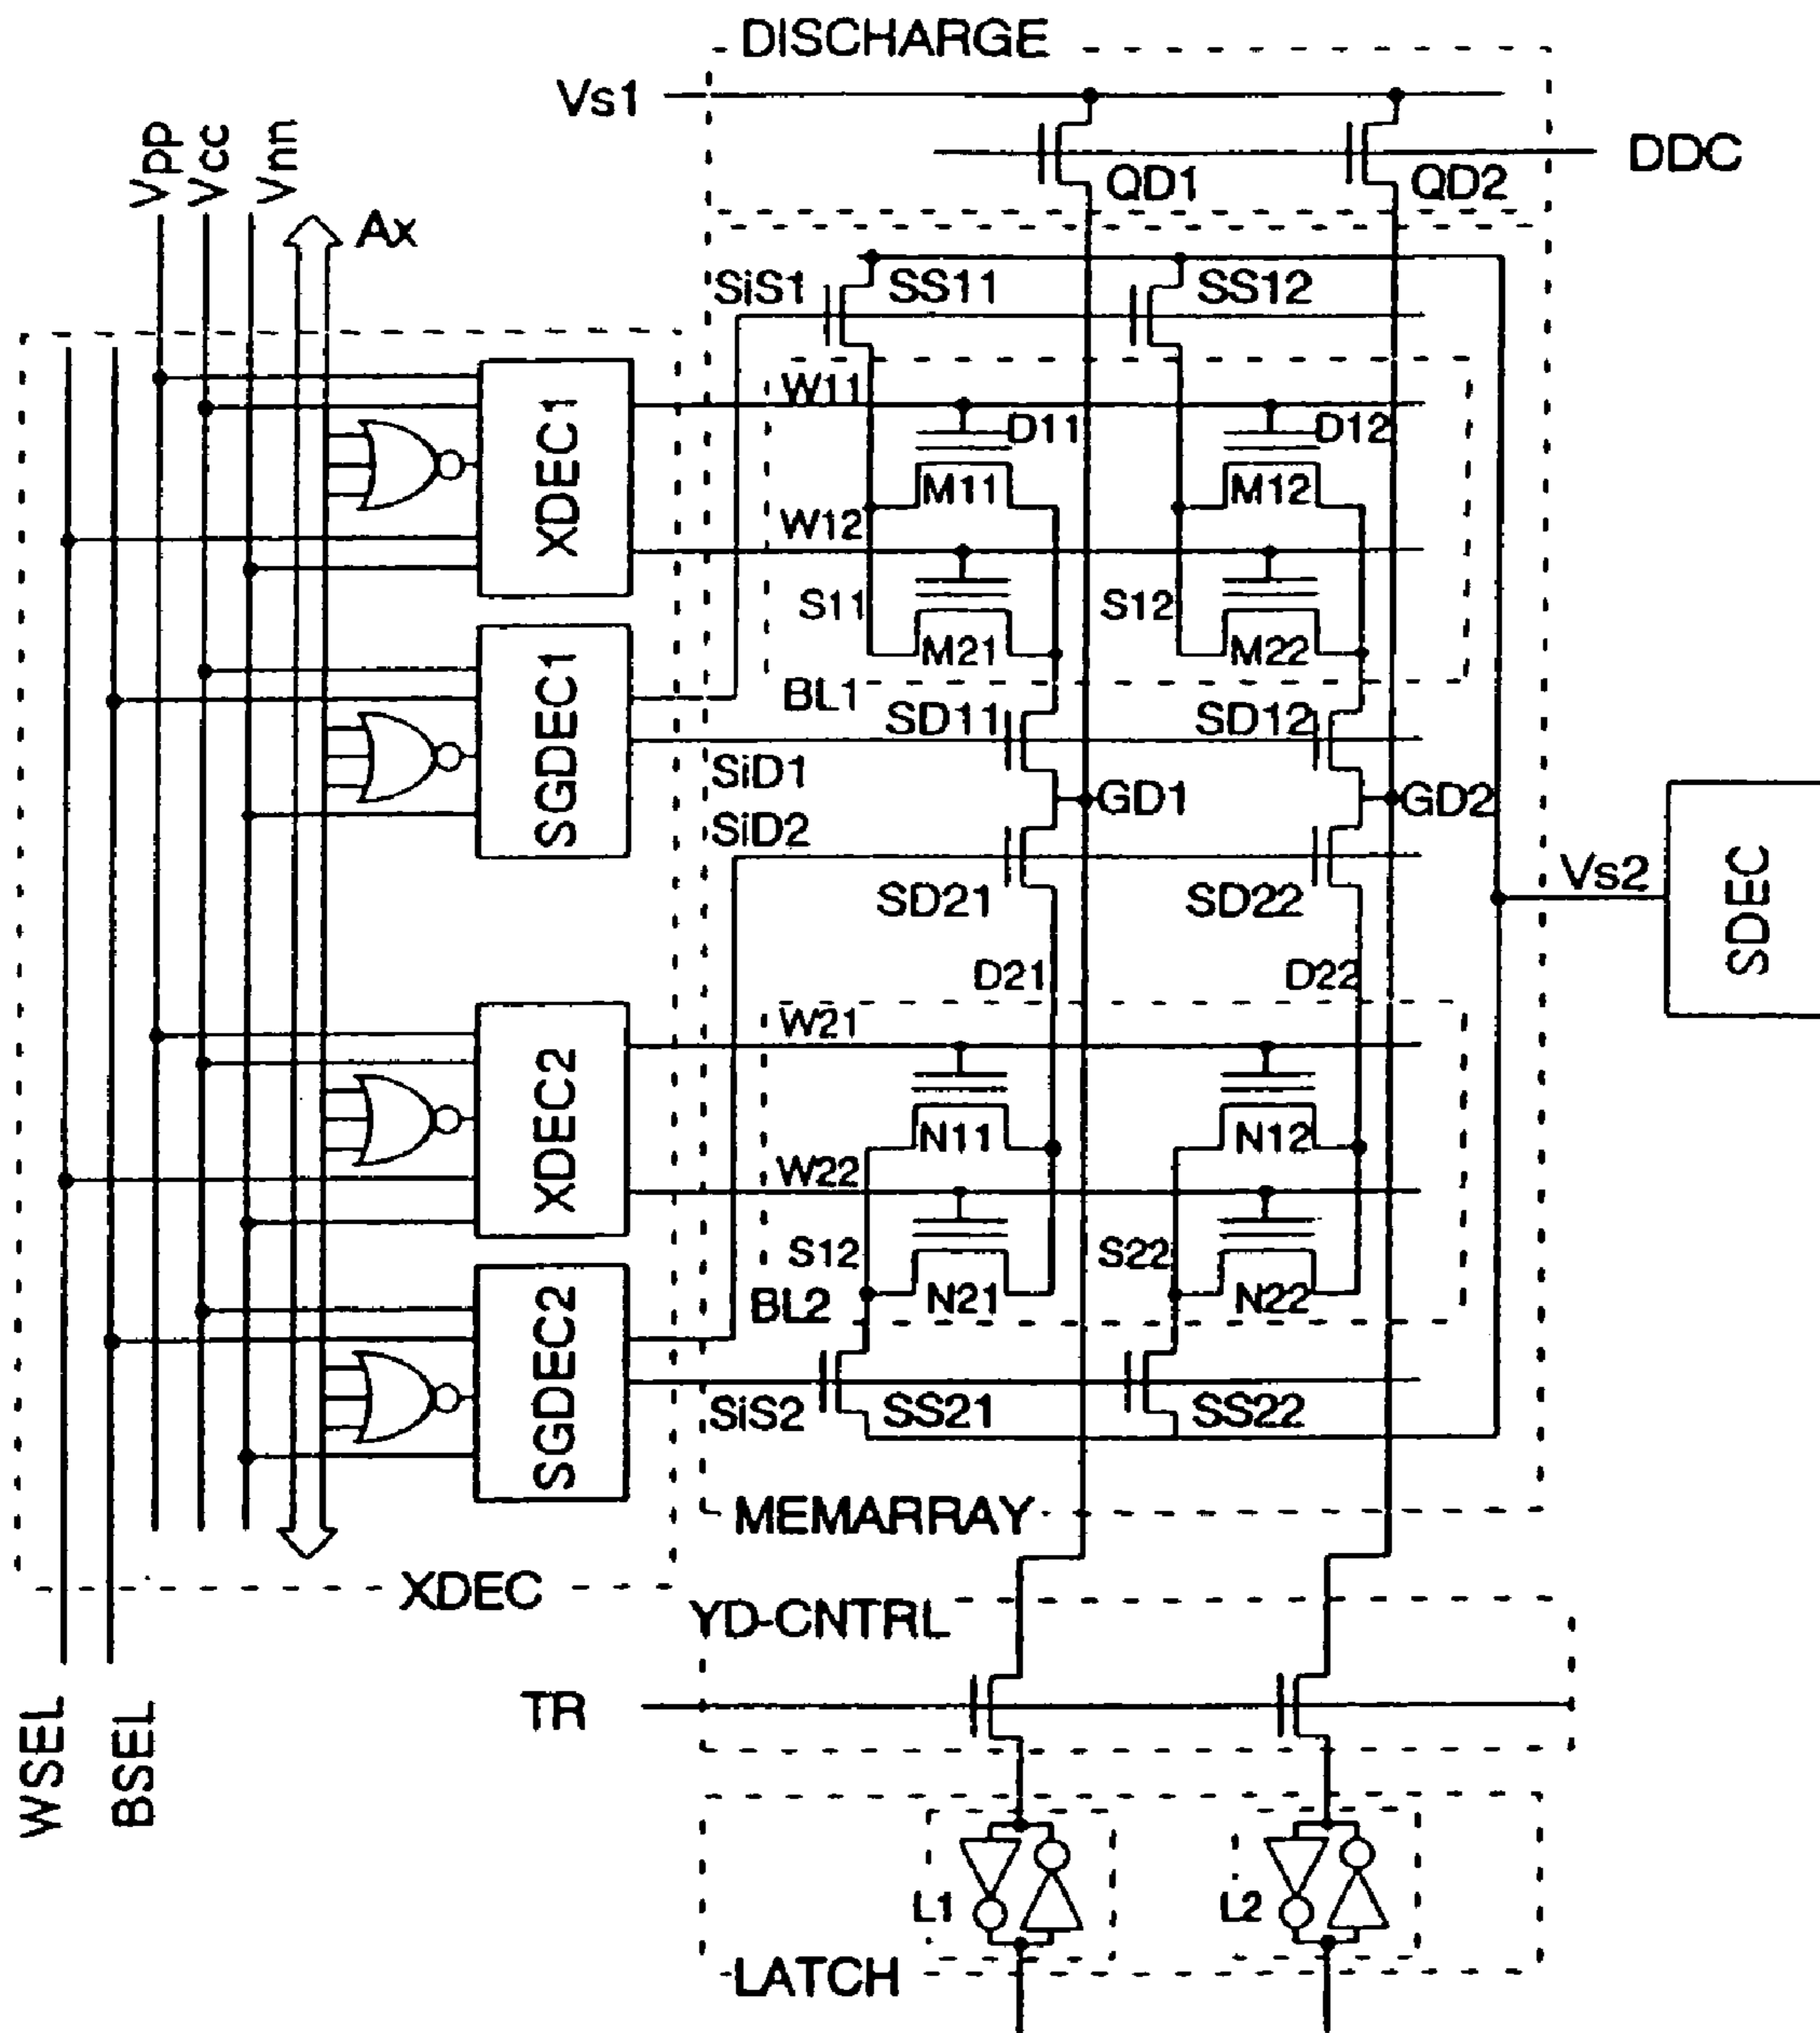 DISCHARGE
Vs1
Vpp
Vcc
Vnn
DDC
QD1
QD2
Ax
SiS1
SS11
SS12
W11
D11
D12
XDEC1
M11
M12
W12
S11
S12
M21
M22
SGDEC1
BL1
SD11
SD12
SiD1
GD1
GD2
SiD2
Vs2
SDEC
SD21
SD22
D21
D22
W21
XDEC2
N11
N12
W22
S12
S22
N21
N22
BL2
SGDEC2
SiS2
SS21
SS22
MEMARRAY
XDEC
YD-CNTRL
TR
WSEL
BSEL
L1
L2
LATCH